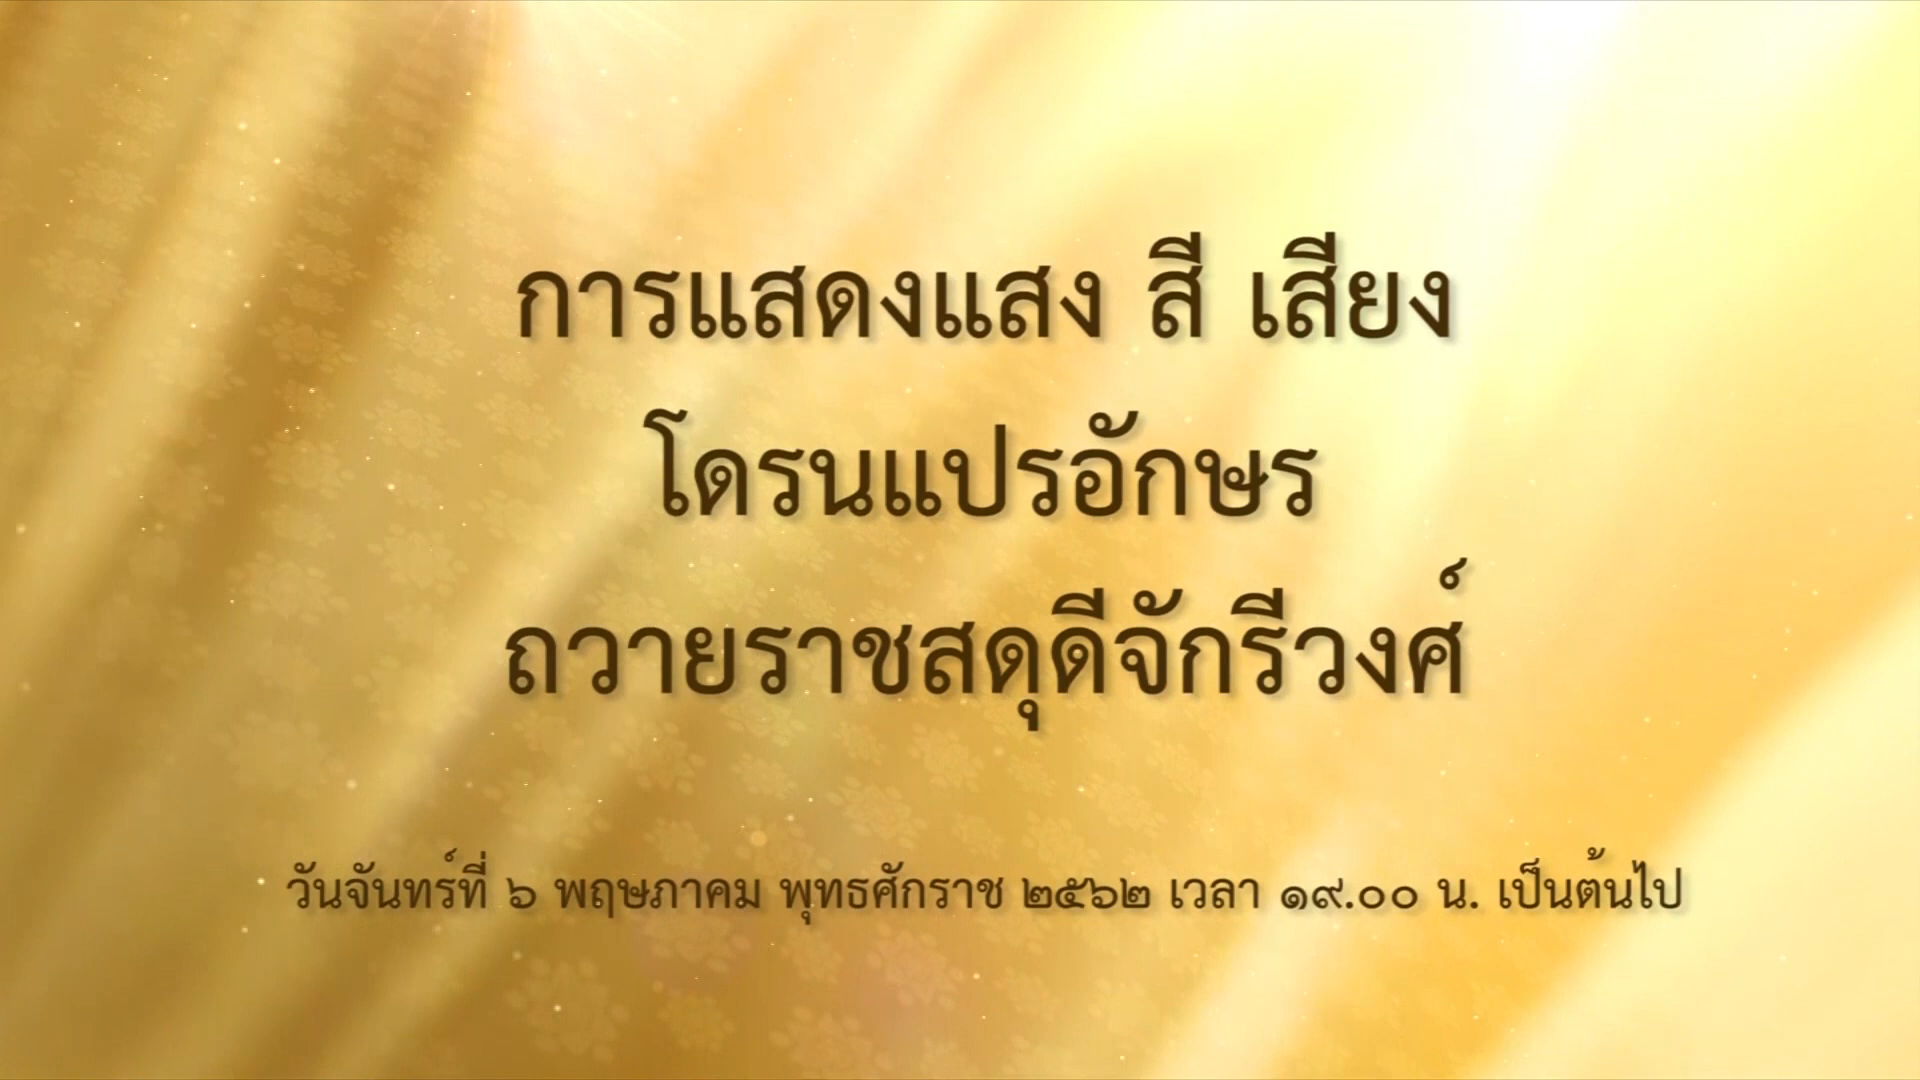 การแสดงแสง สี เสียง
โดรนแปรอักษร
ถวายราชสดุดีจักรีวงศ์
วันจันทร์ที่ ๖ พฤษภาคม พุทธศักราช ๒๕๖๒ เวลา ๑๙.๐๐ น. เป็นต้นไป